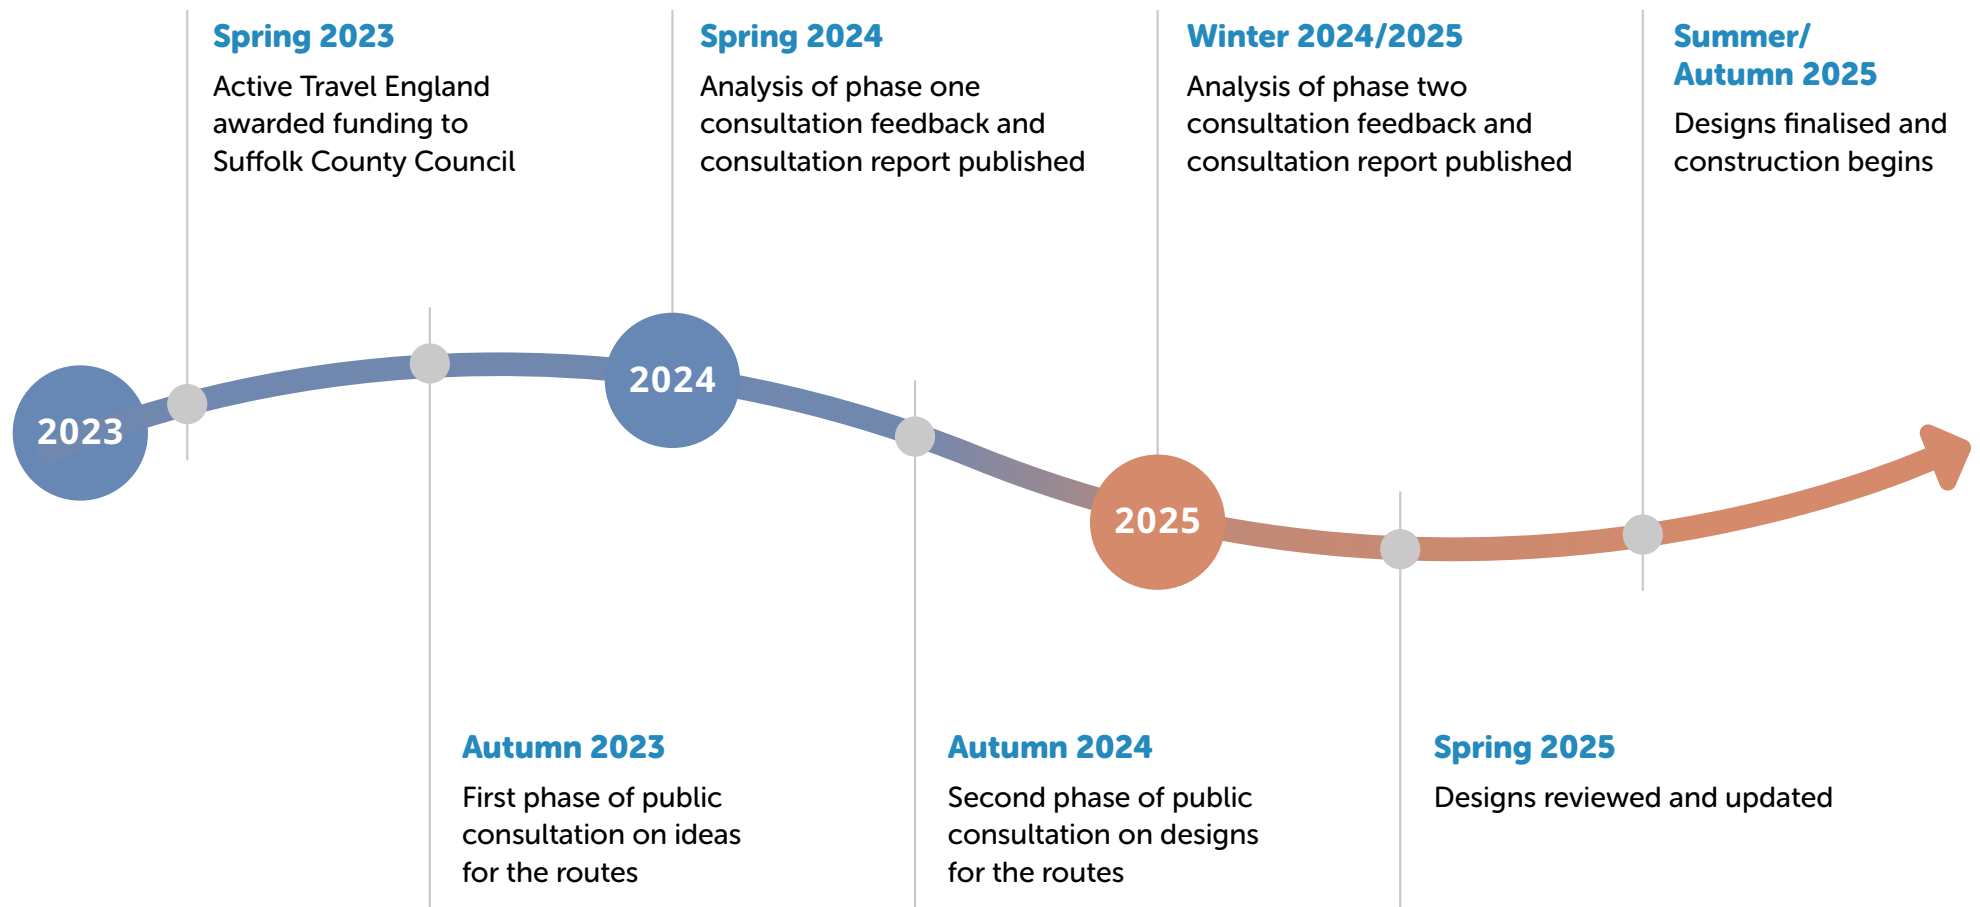 Spring 2023
Active Travel England
awarded funding to
Suffolk County Council
Spring 2024
Analysis of phase one
consultation feedback and
consultation report published
Winter 2024/2025
Analysis of phase two
consultation feedback and
consultation report published
Summer/
Autumn 2025
Designs finalised and
construction begins
2023
2024
2025
Autumn 2023
First phase of public
consultation on ideas
for the routes
Autumn 2024
Second phase of public
consultation on designs
for the routes
Spring 2025
Designs reviewed and updated